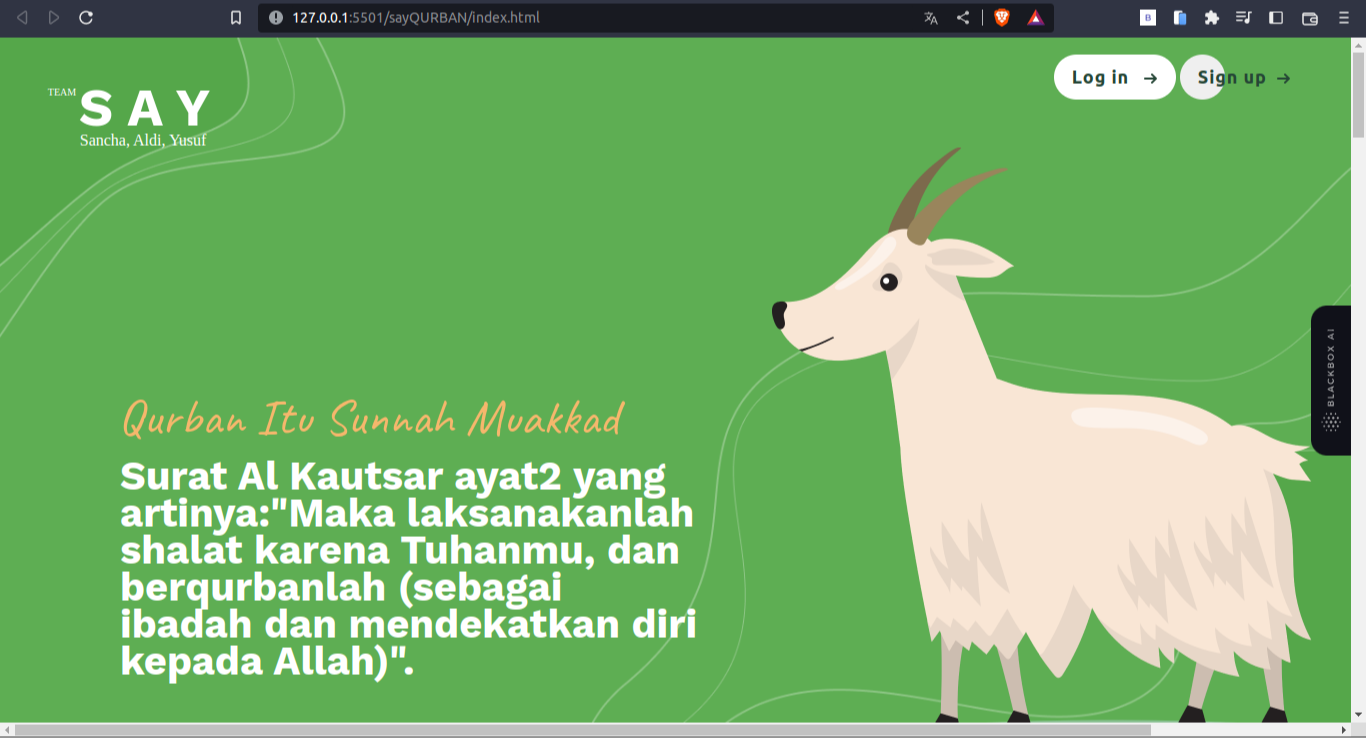 127.0.0.1:5501/sayQURBAN/index.html
Log in → Sign up →
TEAM
SAY
Sancha, Aldi, Yusuf
BLACKBOX AI
Qurban Itu Sunnah Muakkad
Surat Al Kautsar ayat2 yang
artinya:"Maka laksanakanlah
shalat karena Tuhanmu, dan
berqurbanlah (sebagai
ibadah dan mendekatkan diri
kepada Allah)".